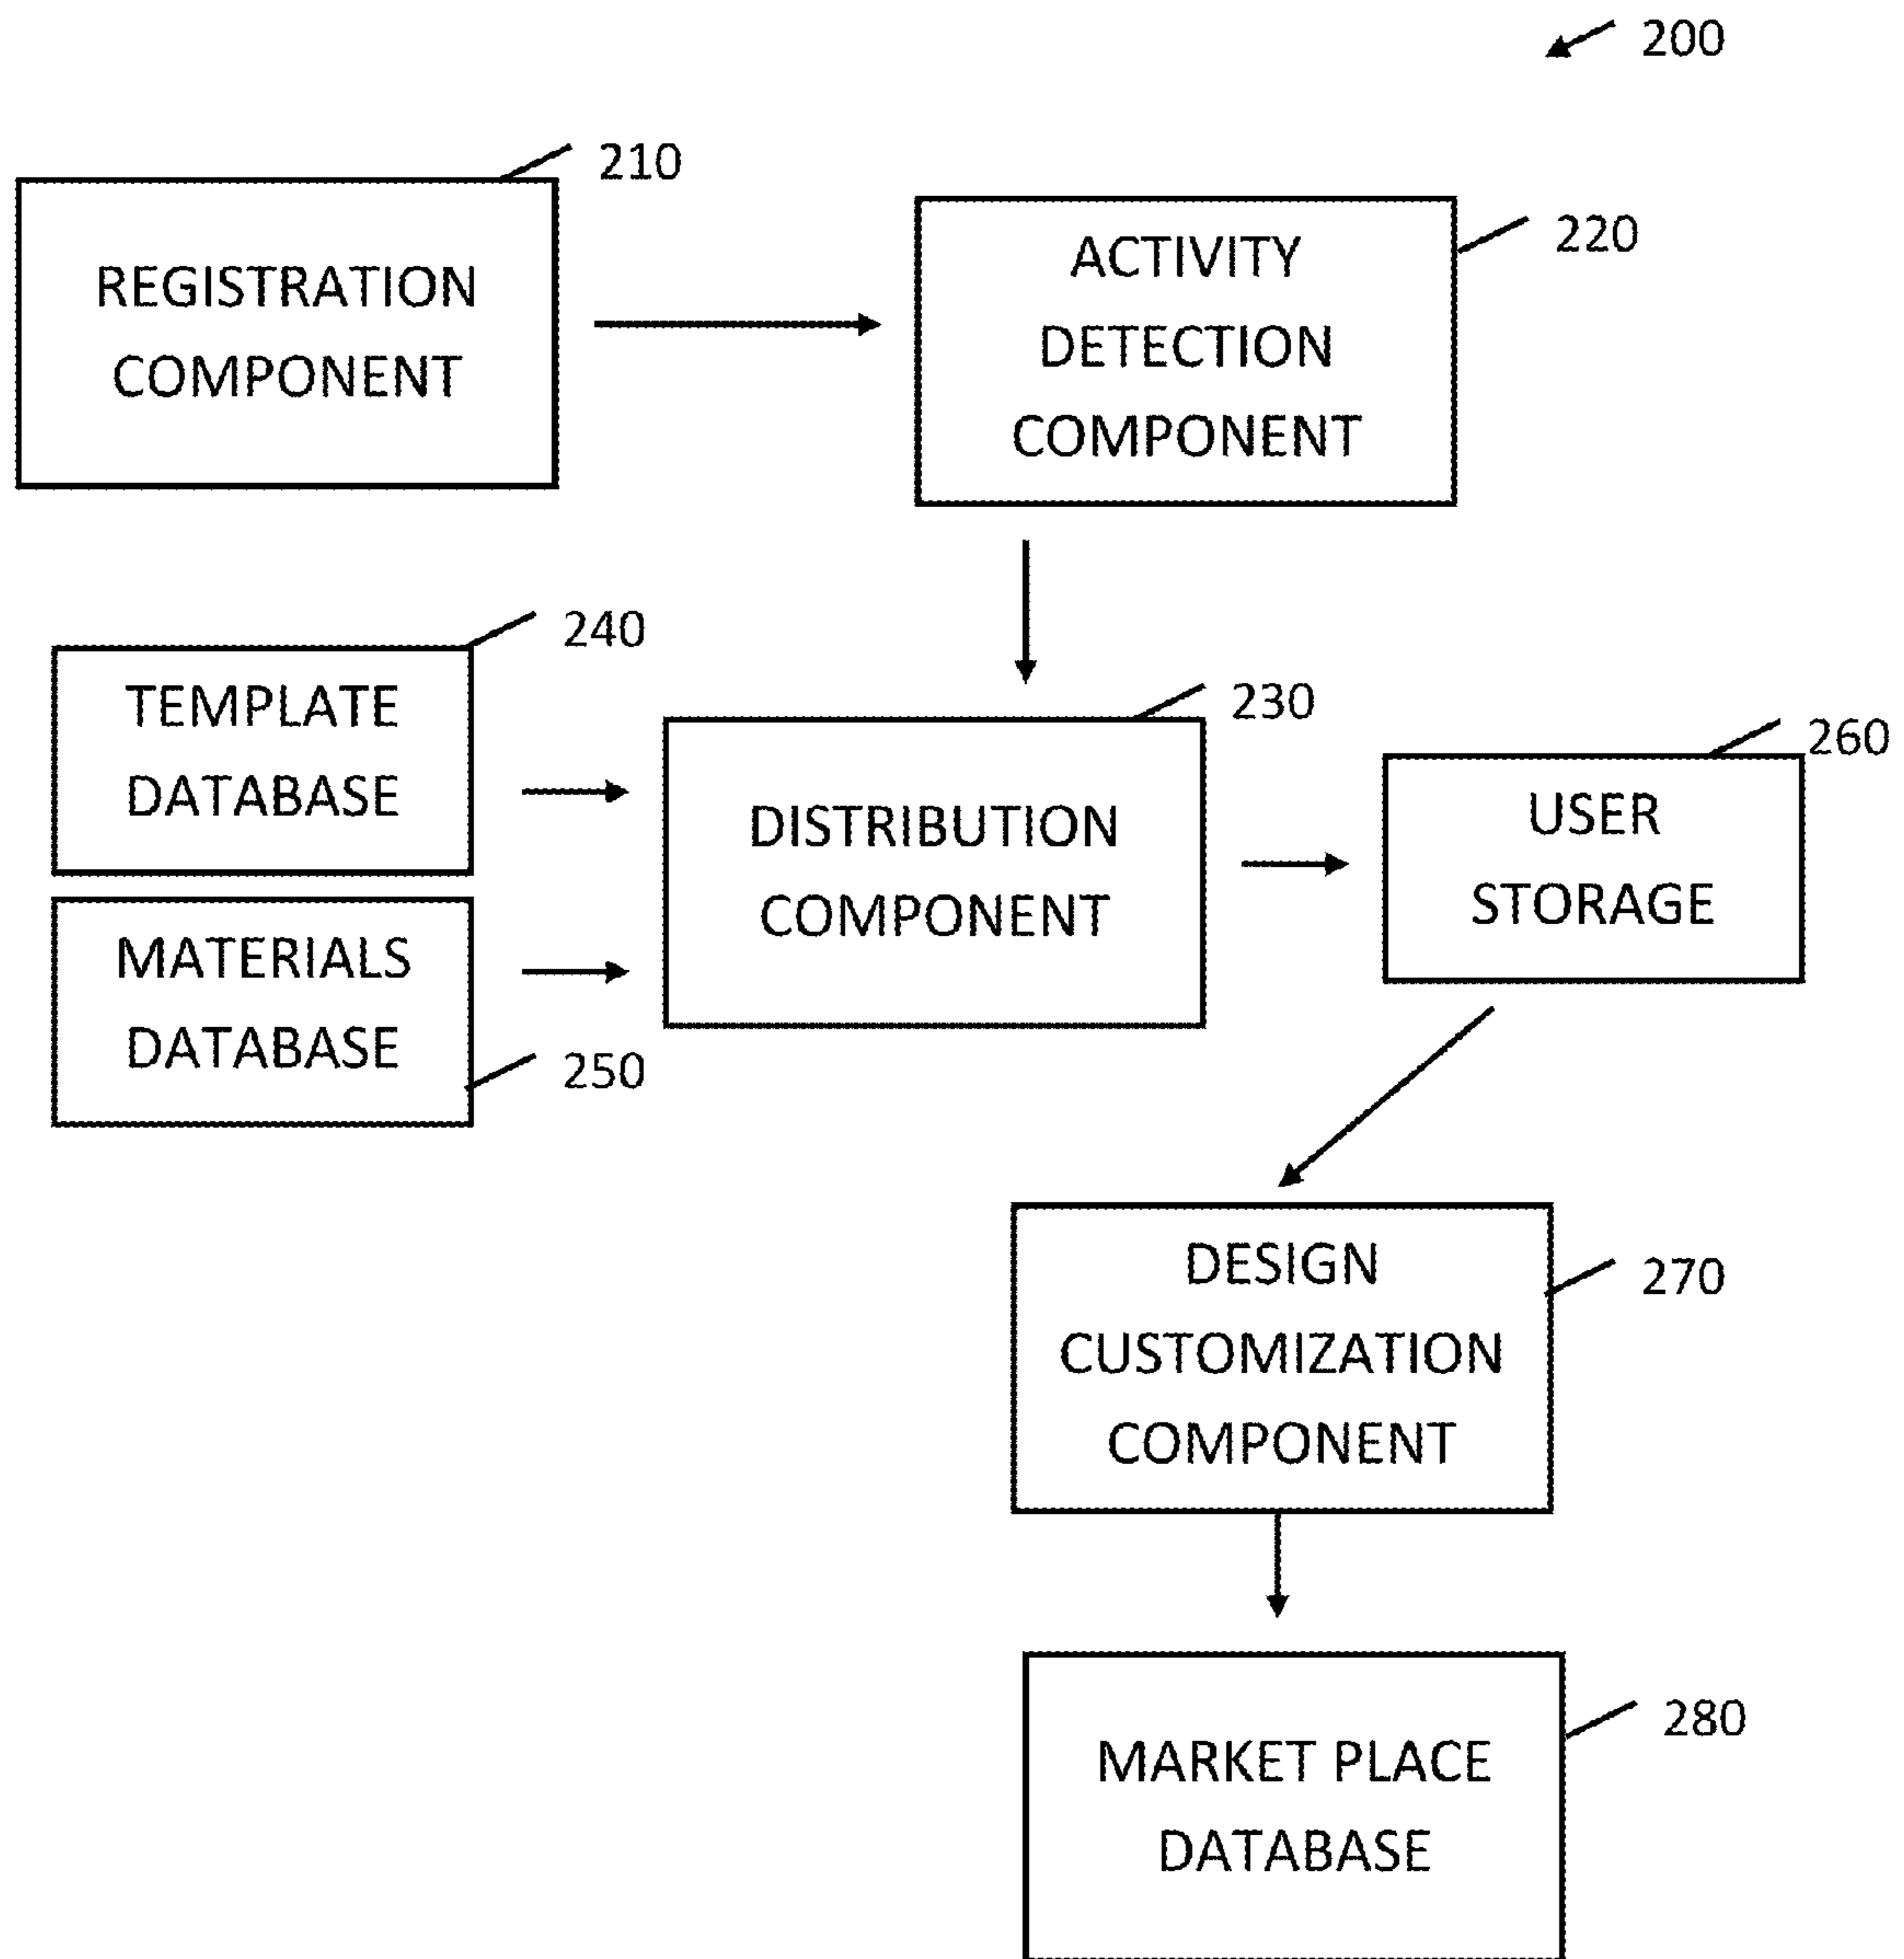 200
210
REGISTRATION
COMPONENT
220
ACTIVITY
DETECTION
COMPONENT
240
TEMPLATE
DATABASE
230
DISTRIBUTION
COMPONENT
260
USER
STORAGE
MATERIALS
DATABASE
250
270
DESIGN
CUSTOMIZATION
COMPONENT
280
MARKET PLACE
DATABASE